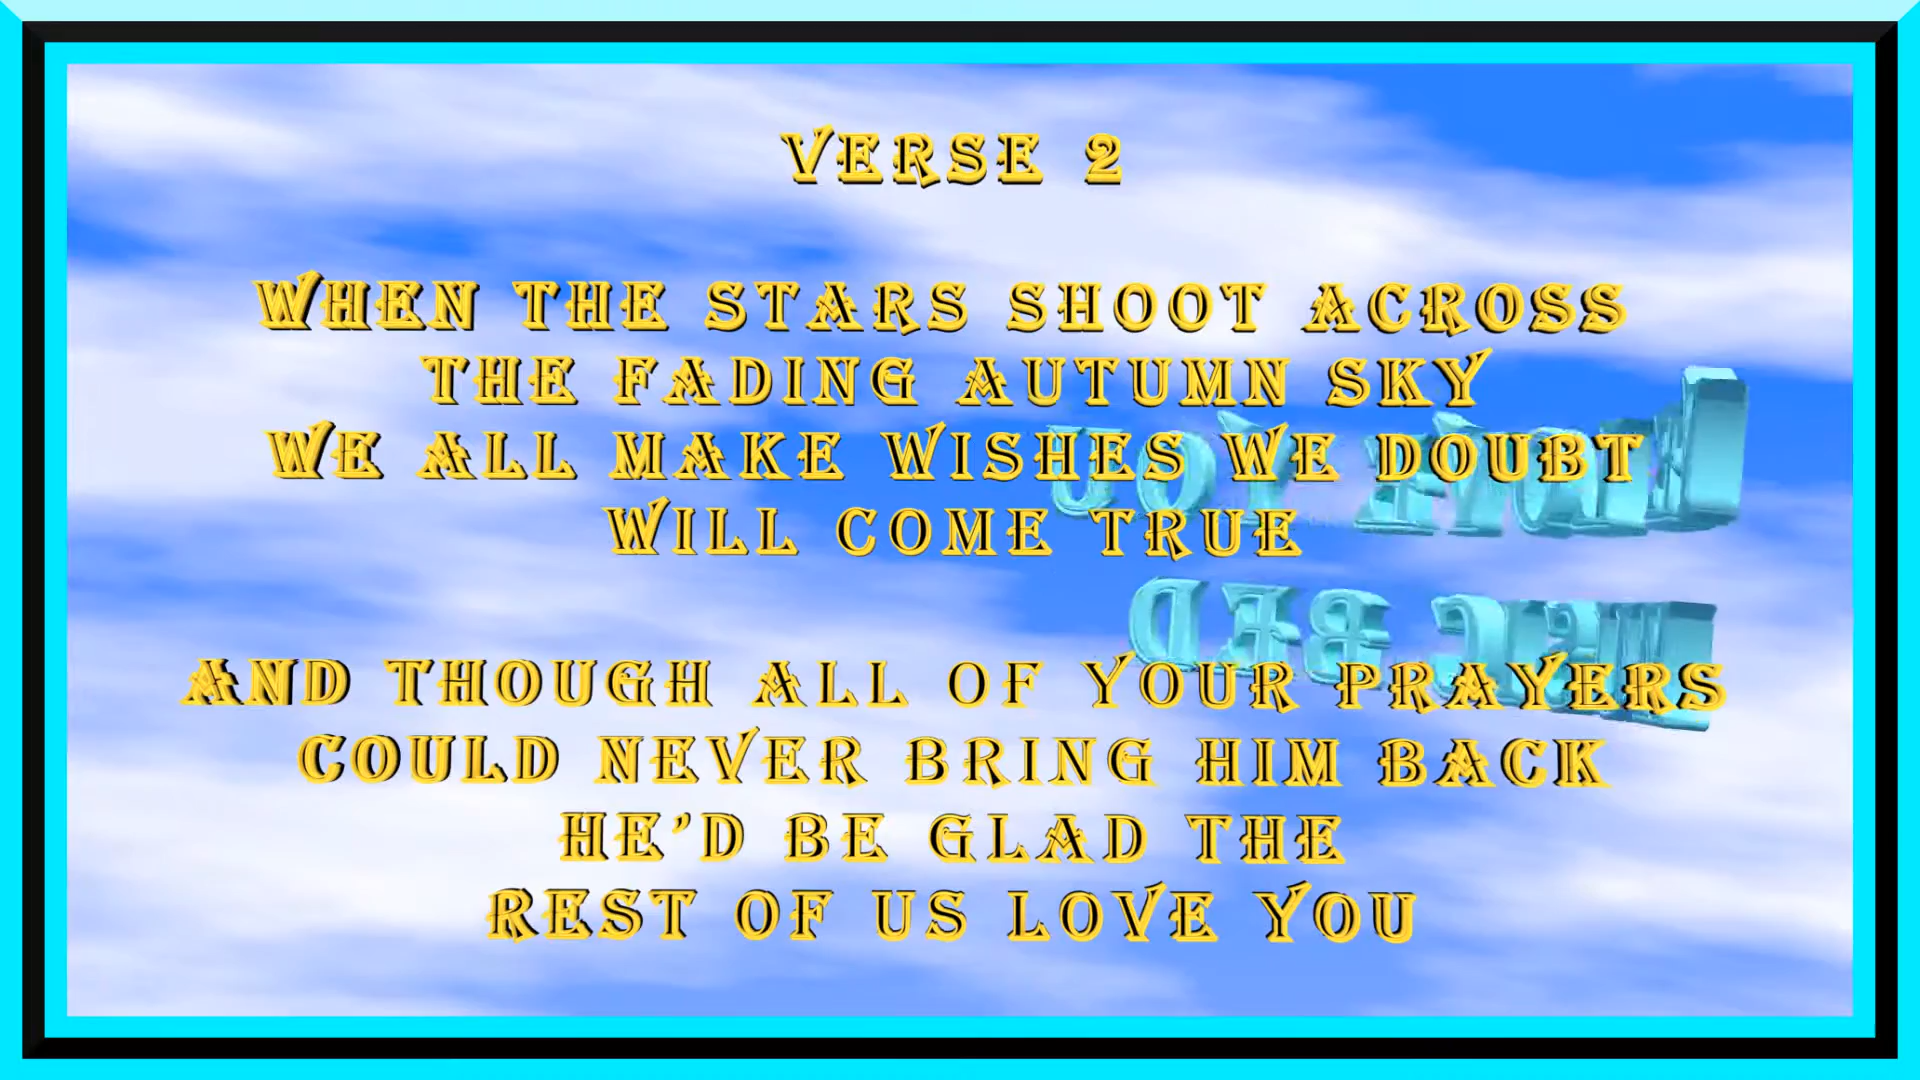 VERSE 2
WHEN THE STARS SHOOT ACROSS
THE FADING AUTUMN SKY
WE ALL MAKE WISHES WE DOUBT
WILL COME TRUE
AND THOUGH ALL OF YOUR PRAYERS
COULD NEVER BRING HIM BACK
HE'D BE GLAD THE
REST OF US LOVE YOU